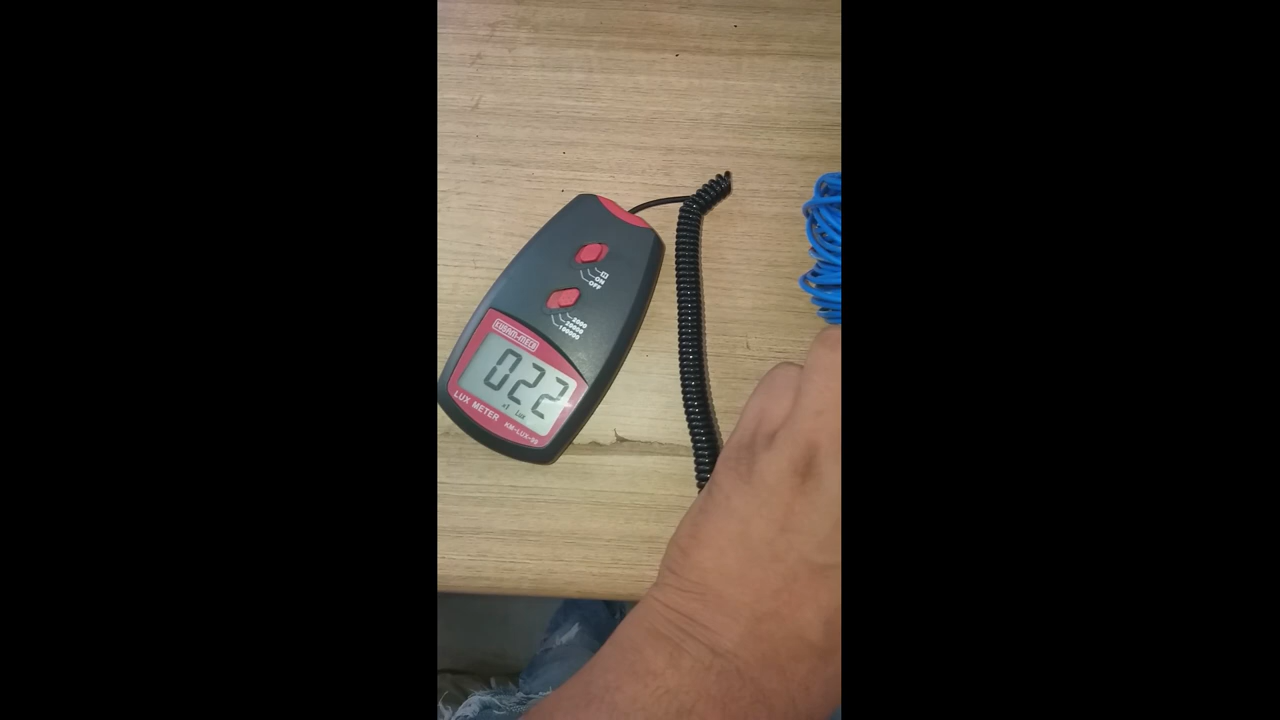 H
ON
OFF
2000
20000
100000
KUSAM-MECO
022
x1 Lux
LUX METER KM-LUX-99